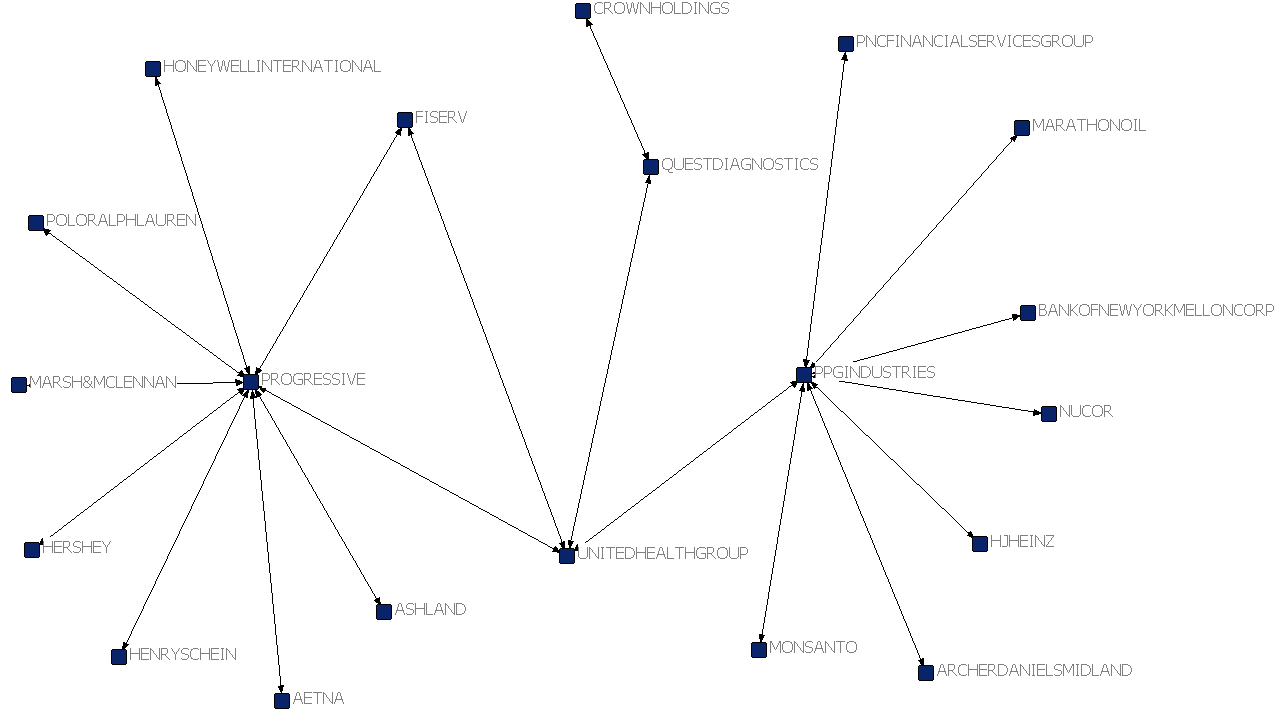 CROWNHOLDINGS
PNCFINANCIALSERVICESGROUP
HONEYWELLINTERNATIONAL
FISERV
MARATHONOIL
QUESTDIAGNOSTICS
POLORALPHLAUREN
BANKOFNEWYORKMELLONCORP
PPGINDUSTRIES
PROGRESSIVE
MARSH&MCLENNAN
NUCOR
HJHEINZ
HERSHEY
UNITEDHEALTHGROUP
ASHLAND
MONSANTO
HENRYSCHEIN
ARCHERDANIELSMIDLAND
AETNA